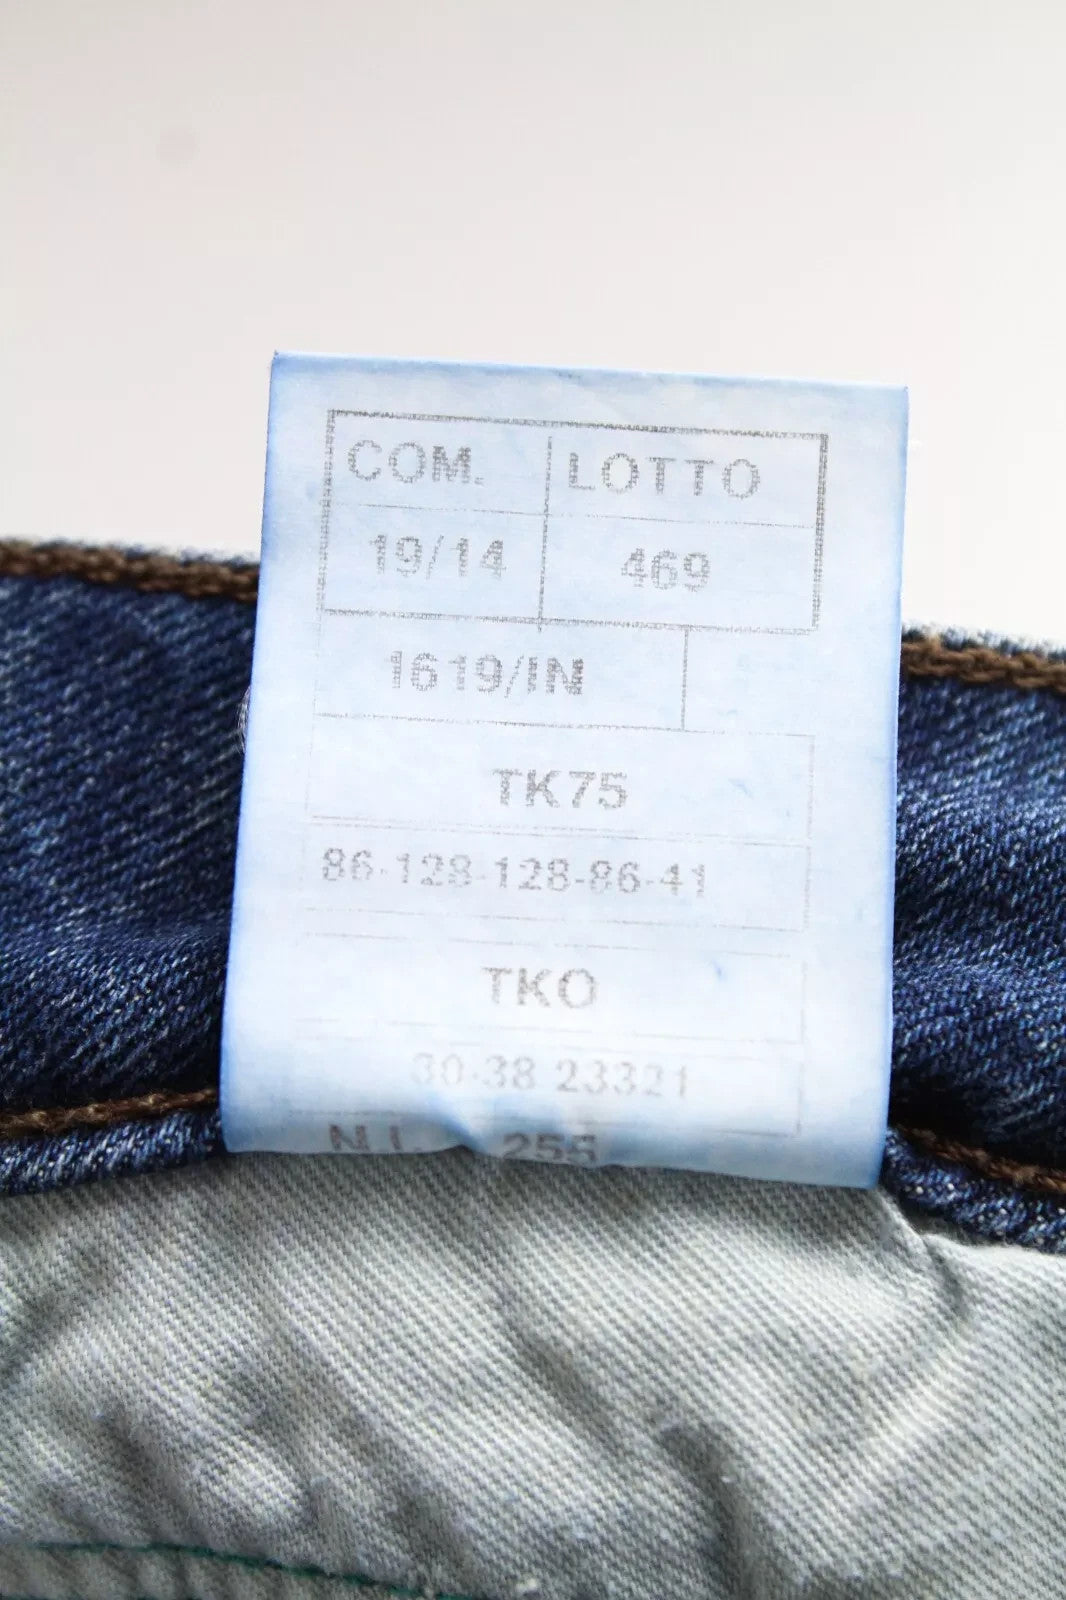 COM. LOTTO
19/14 469
1619/IN
TK75
86-128-128-86-41
TKO
30-38 23321
N I.